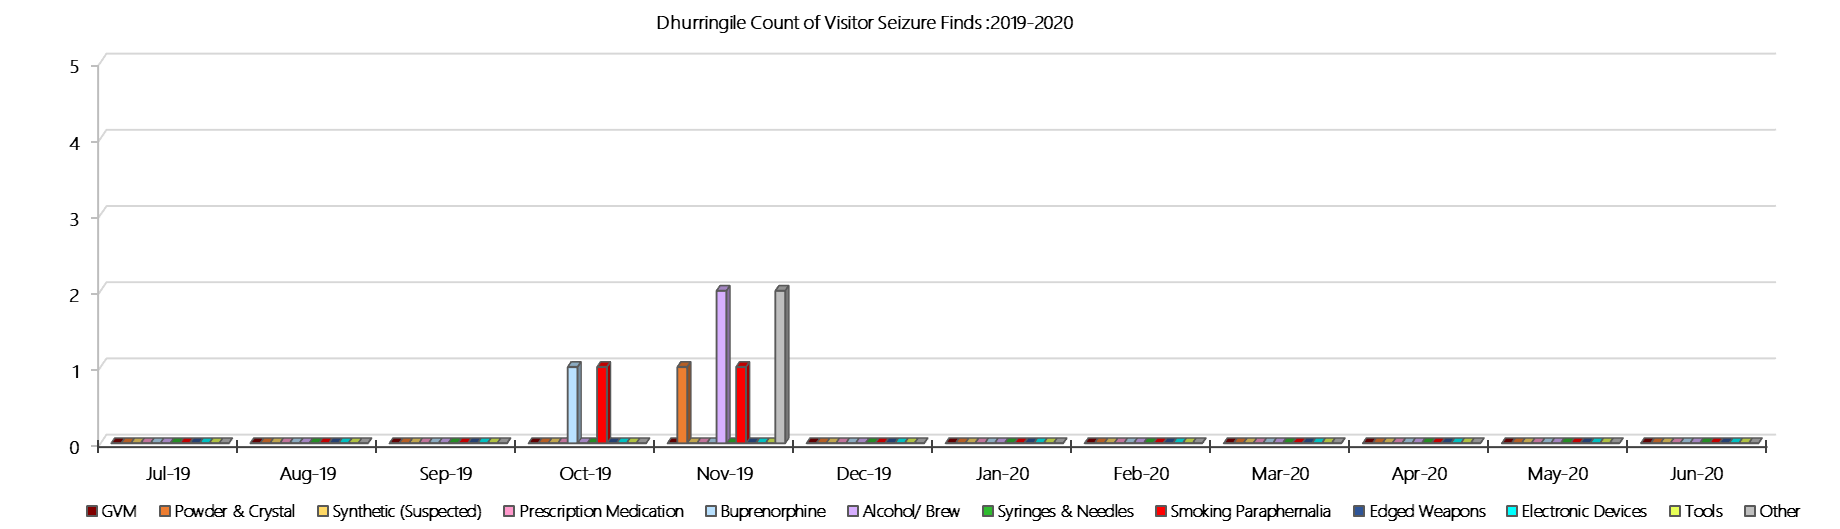 Dhurringile Count of Visitor Seizure Finds :2019-2020
5
4
3
2
1
0
Jul-19 Aug-19 Sep-19 Oct-19 Nov-19 Dec-19 Jan-20 Feb-20 Mar-20 Apr-20 May-20 Jun-20
GVM Powder & Crystal Synthetic (Suspected) Prescription Medication Buprenorphine Alcohol/ Brew Syringes & Needles Smoking Paraphernalia Edged Weapons Electronic Devices Tools Other